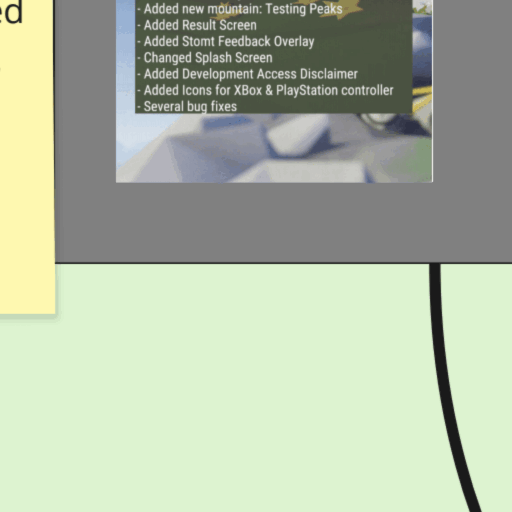 ed
- Added new mountain: Testing Peaks
- Added Result Screen
- Added Stomt Feedback Overlay
- Changed Splash Screen
- Added Development Access Disclaimer
- Added Icons for XBox & PlayStation controller
- Several bug fixes